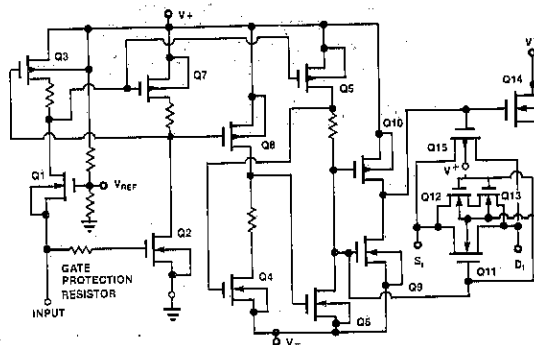 V+
V
Q3
Q7
Q5
Q14
Q10
Q8
Q15
V+
Q1
VREF
Q12
Q13
Q2
GATE
PROTECTION
RESISTOR
Q4
S1
D1
Q11
Q9
INPUT
Q6
V–